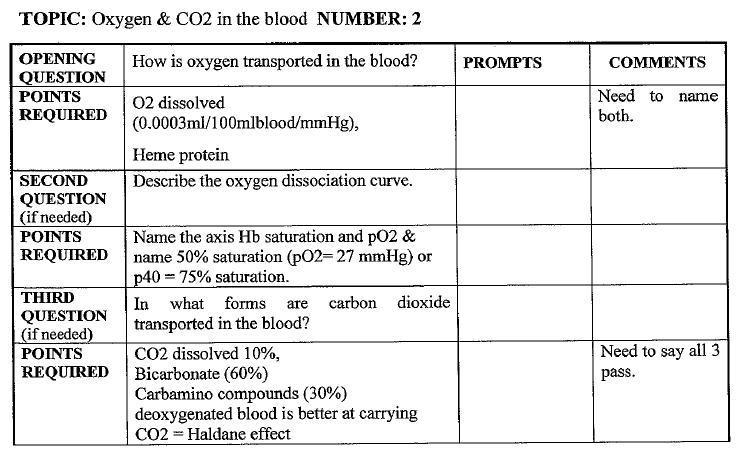 TOPIC: Oxygen & CO2 in the blood NUMBER: 2
OPENING QUESTION
How is oxygen transported in the blood?
PROMPTS
COMMENTS
POINTS REQUIRED
O2 dissolved
(0.0003ml/100mlblood/mmHg),
Heme protein
Need to name
both.
SECOND
QUESTION
(if needed)
Describe the oxygen dissociation curve.
POINTS
REQUIRED
Name the axis Hb saturation and pO2 &
name 50% saturation (pO2= 27 mmHg) or
p40 = 75% saturation.
THIRD
QUESTION
(if needed)
In what forms are carbon dioxide
transported in the blood?
POINTS
REQUIRED
CO2 dissolved 10%,
Bicarbonate (60%)
Carbamino compounds (30%)
deoxygenated blood is better at carrying
CO2 = Haldane effect
Need to say all 3
pass.